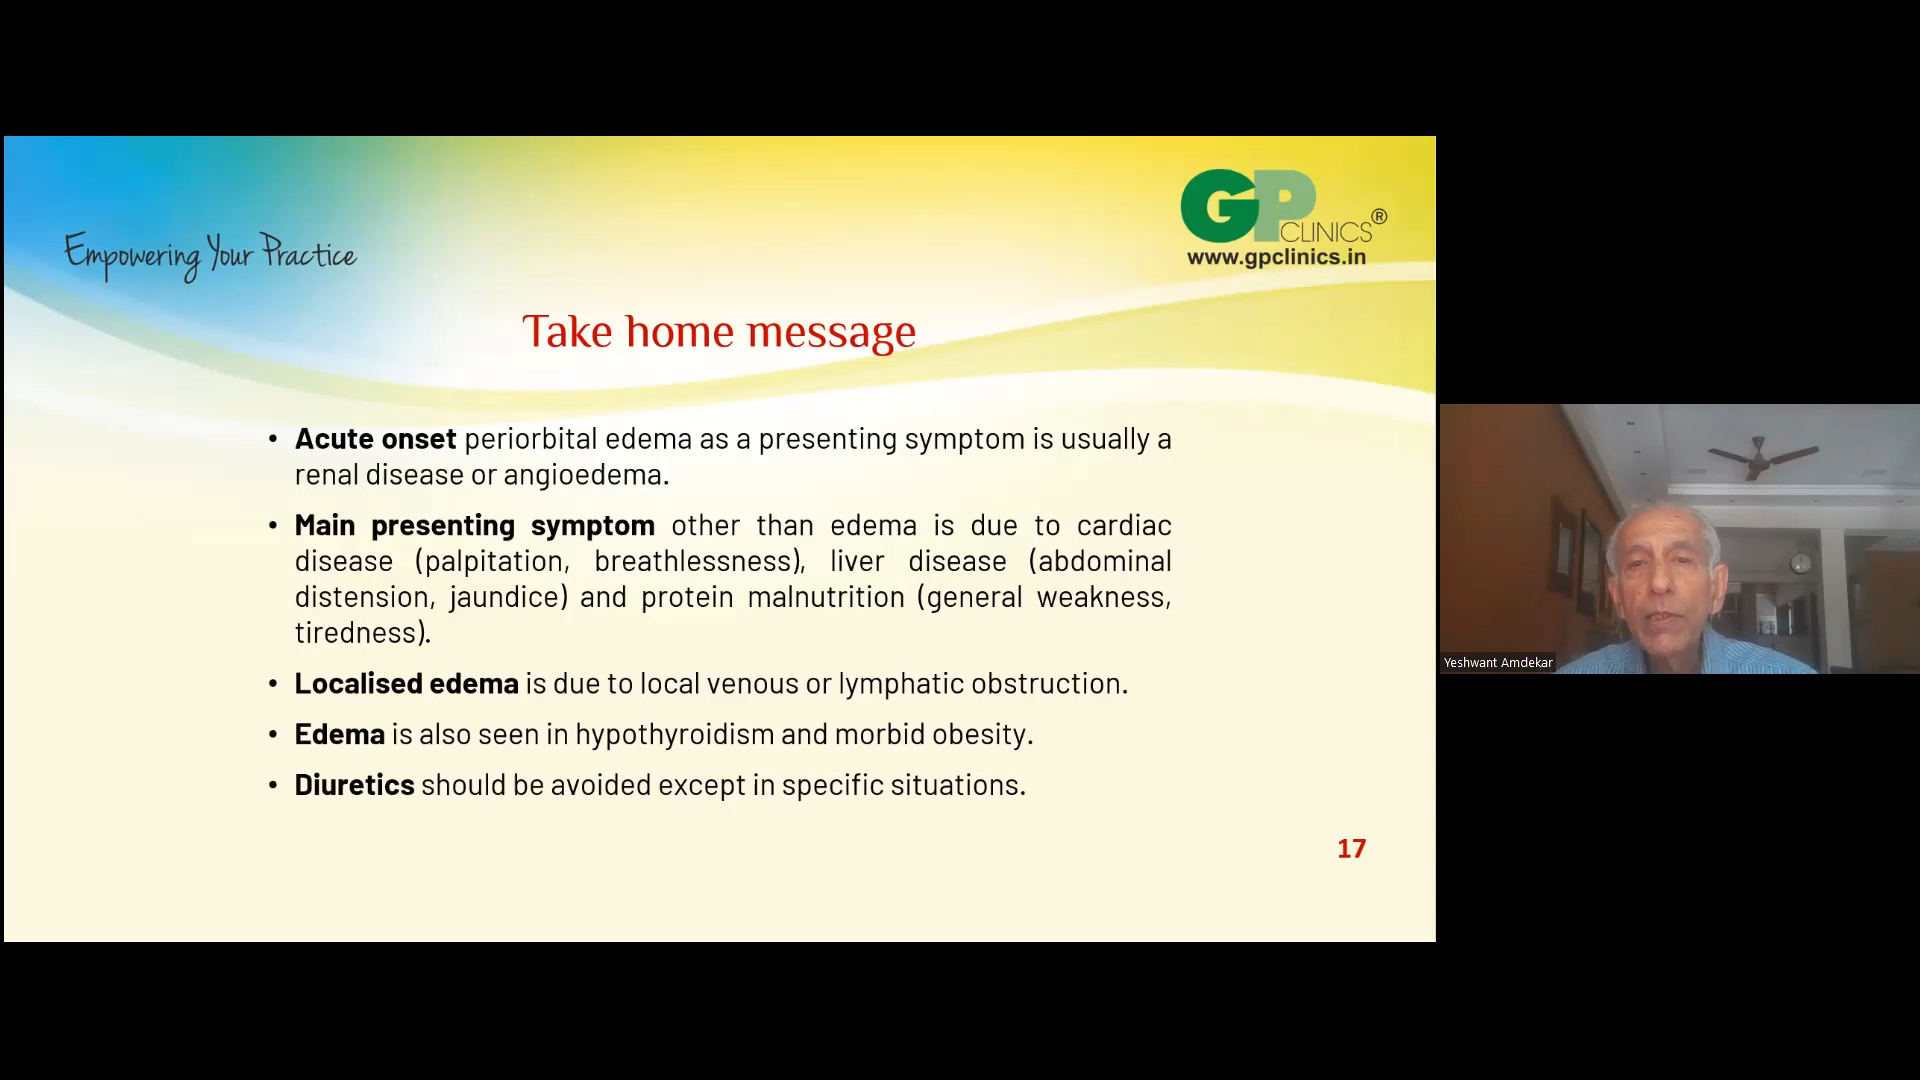 Empowering Your Practice
GP CLINICS®
www.gpclinics.in
Take home message
• Acute onset periorbital edema as a presenting symptom is usually a
renal disease or angioedema.
• Main presenting symptom other than edema is due to cardiac
disease (palpitation, breathlessness), liver disease (abdominal
distension, jaundice) and protein malnutrition (general weakness,
tiredness).
• Localised edema is due to local venous or lymphatic obstruction.
• Edema is also seen in hypothyroidism and morbid obesity.
• Diuretics should be avoided except in specific situations.
17
Yeshwant Amdekar